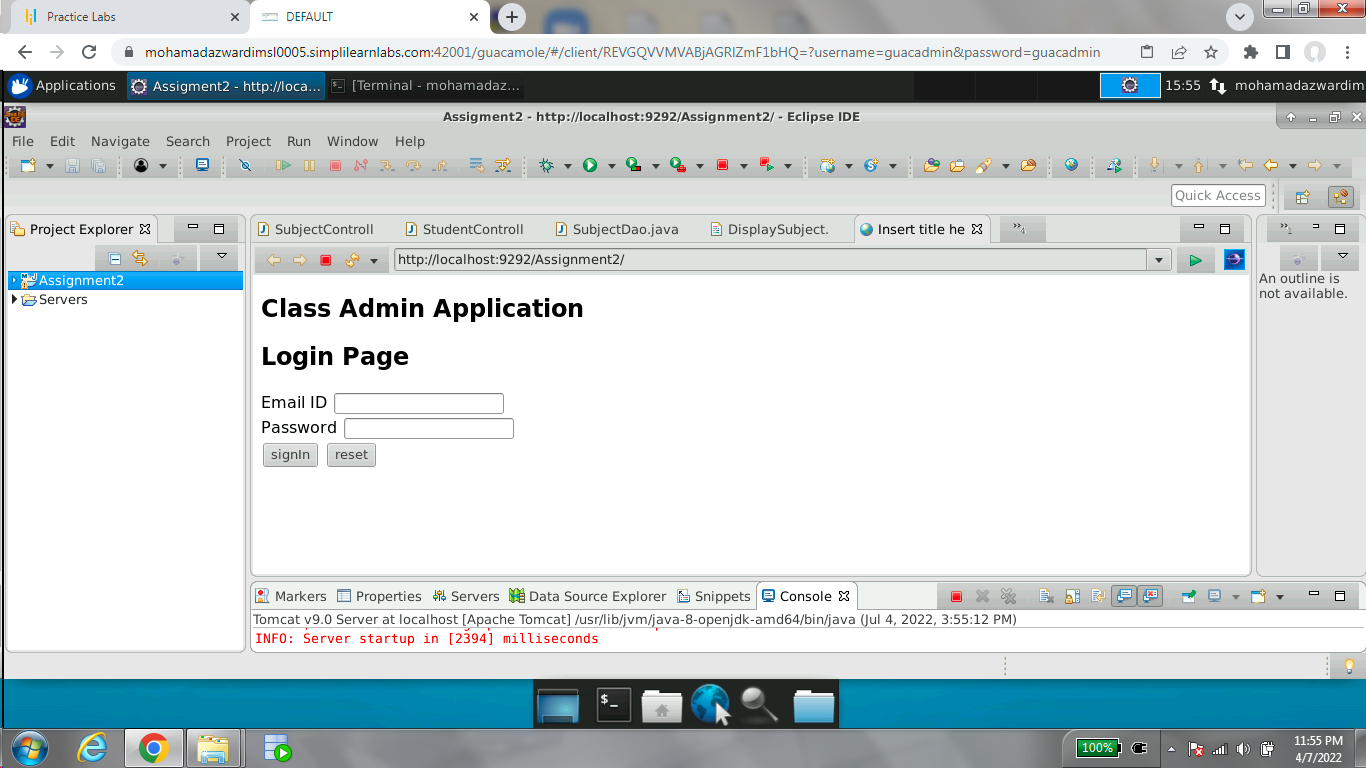 Practice Labs
DEFAULT
mohamadazwardimsl0005.simplilearnlabs.com:42001/guacamole/#/client/REVGQVVMVABjAGRlZmF1bHQ=?username=guacadmin&password=guacadmin
Applications
Assigment2 - http://loca...
[Terminal - mohamadaz...
15:55
mohamadazwardim
Assigment2 - http://localhost:9292/Assignment2/ - Eclipse IDE
File Edit Navigate Search Project Run Window Help
Quick Access
Project Explorer
SubjectControll
StudentControll
SubjectDao.java
DisplaySubject.
Insert title he
http://localhost:9292/Assignment2/
Assignment2
Servers
An outline is
not available.
Class Admin Application
Login Page
Email ID
Password
signIn reset
Markers Properties Servers Data Source Explorer Snippets Console
Tomcat v9.0 Server at localhost [Apache Tomcat] /usr/lib/jvm/java-8-openjdk-amd64/bin/java (Jul 4, 2022, 3:55:12 PM)
INFO: Server startup in [2394] milliseconds
100%
11:55 PM
4/7/2022